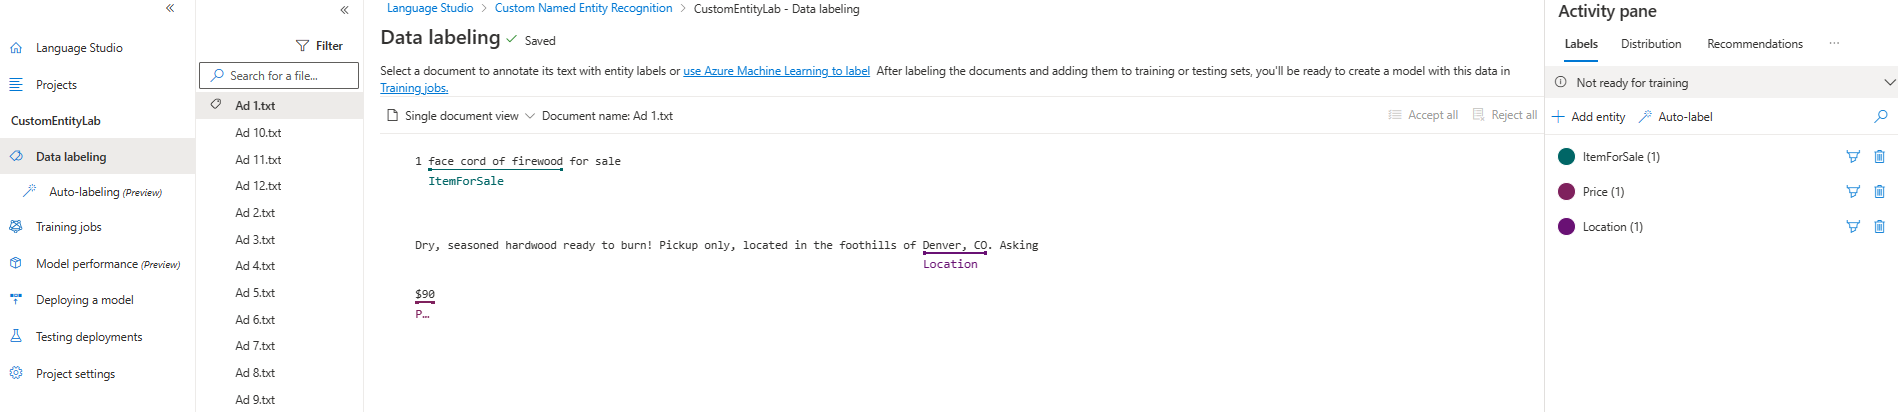 Language Studio
Projects
CustomEntityLab
Data labeling
Auto-labeling (Preview)
Training jobs
Model performance (Preview)
Deploying a model
Testing deployments
Project settings
Filter
Search for a file...
Ad 1.txt
Ad 10.txt
Ad 11.txt
Ad 12.txt
Ad 2.txt
Ad 3.txt
Ad 4.txt
Ad 5.txt
Ad 6.txt
Ad 7.txt
Ad 8.txt
Ad 9.txt
Language Studio > Custom Named Entity Recognition > CustomEntityLab - Data labeling
Data labeling Saved
Select a document to annotate its text with entity labels or use Azure Machine Learning to label After labeling the documents and adding them to training or testing sets, you'll be ready to create a model with this data in
Training jobs.
Single document view Document name: Ad 1.txt Accept all Reject all
1 face cord of firewood for sale
ItemForSale
Dry, seasoned hardwood ready to burn! Pickup only, located in the foothills of Denver, CO. Asking
Location
$90
P…
Activity pane
Labels Distribution Recommendations ...
Not ready for training
Add entity Auto-label
ItemForSale (1)
Price (1)
Location (1)